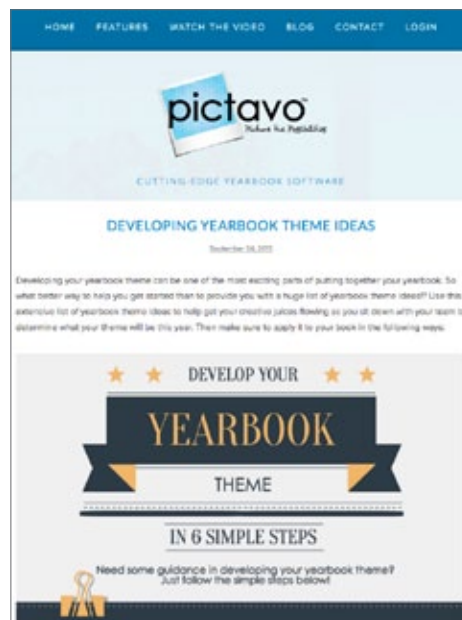 HOME FEATURES WATCH THE VIDEO BLOG CONTACT LOGIN
pictavo™
Picture the Possibilities
CUTTING-EDGE YEARBOOK SOFTWARE
DEVELOPING YEARBOOK THEME IDEAS
Developing your yearbook theme can be one of the most exciting parts of putting together your yearbook. So
what better way to help you get started than to provide you with a huge list of yearbook theme ideas!? Use this
extensive list of yearbook theme ideas to help get your creative juices flowing as you sit down with your team to
determine what your theme will be this year. Then make sure to apply it to your book in the following ways:
DEVELOP YOUR
YEARBOOK
THEME
IN 6 SIMPLE STEPS
Need some guidance in developing your yearbook theme?
Just follow the simple steps below!